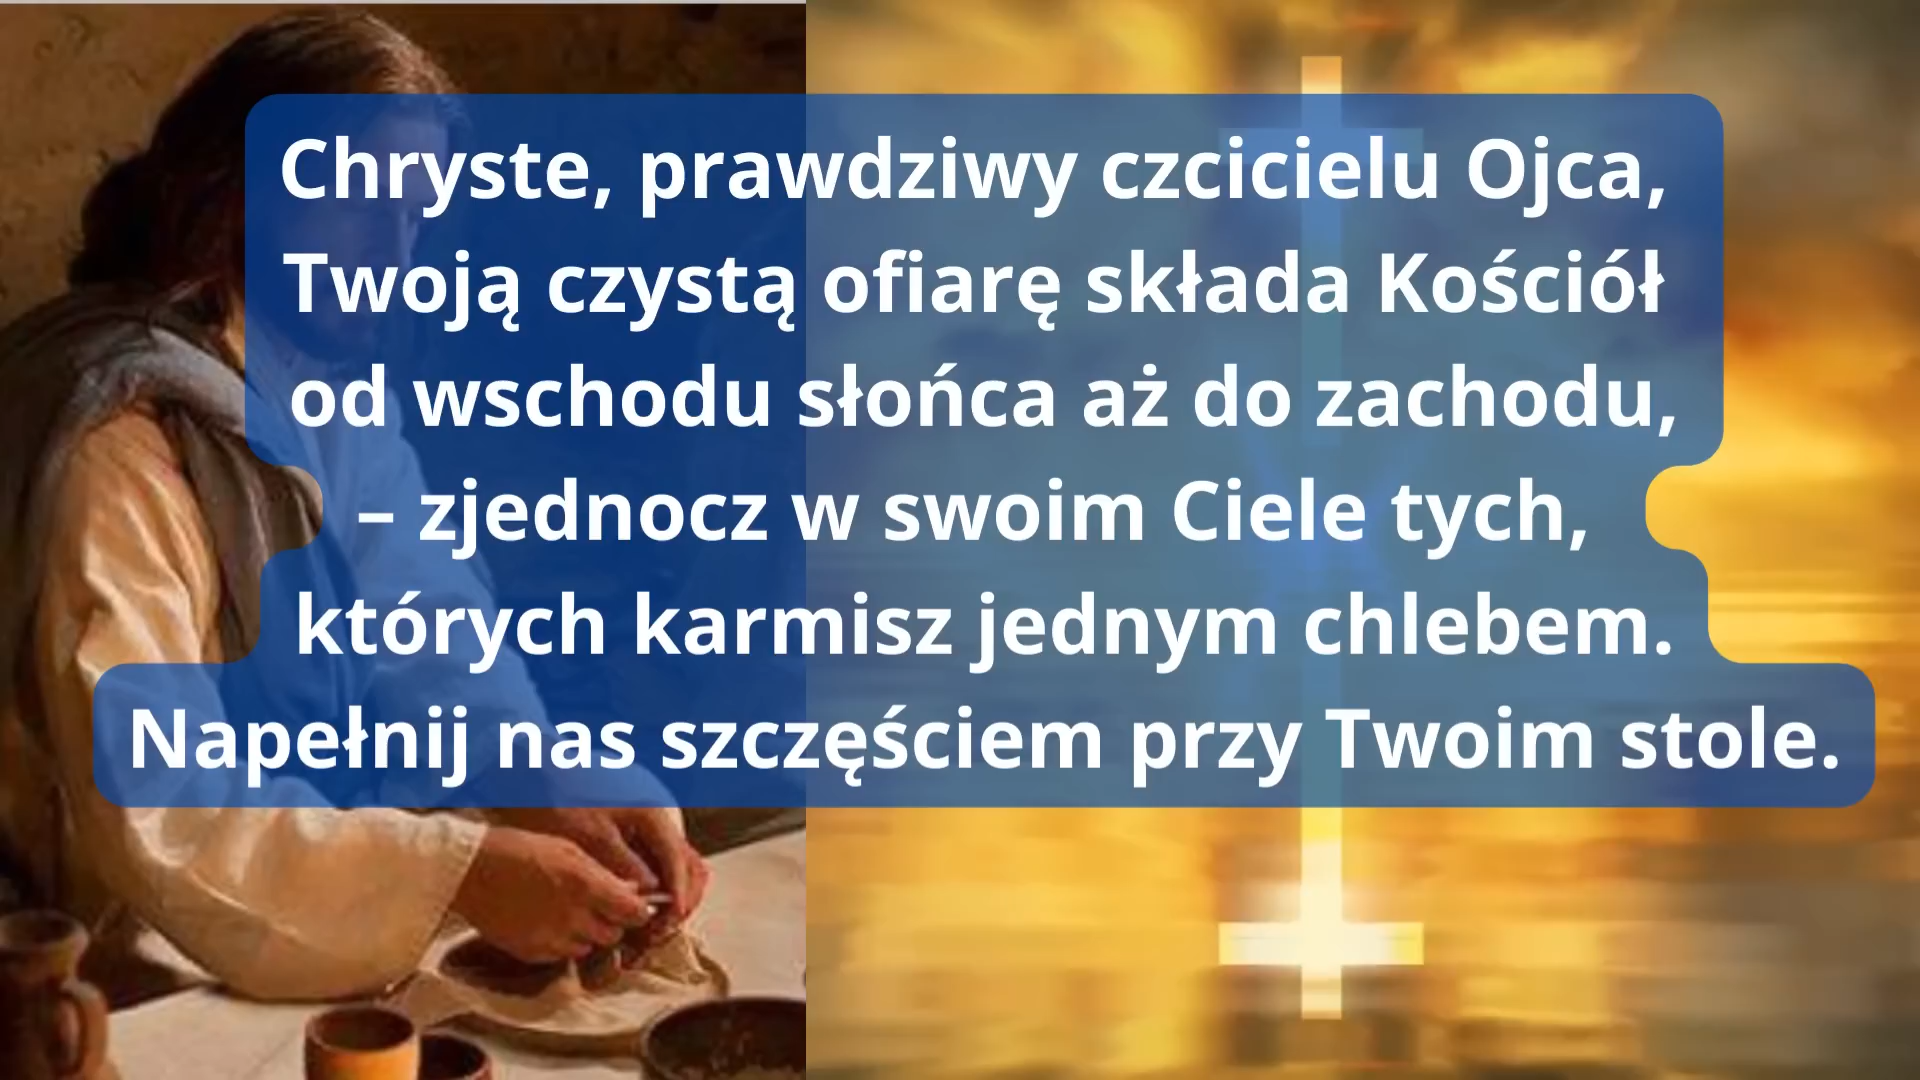 Chryste, prawdziwy czcicielu Ojca,
Twoją czystą ofiarę składa Kościół
od wschodu słońca aż do zachodu,
– zjednocz w swoim Ciele tych,
których karmisz jednym chlebem.
Napełnij nas szczęściem przy Twoim stole.